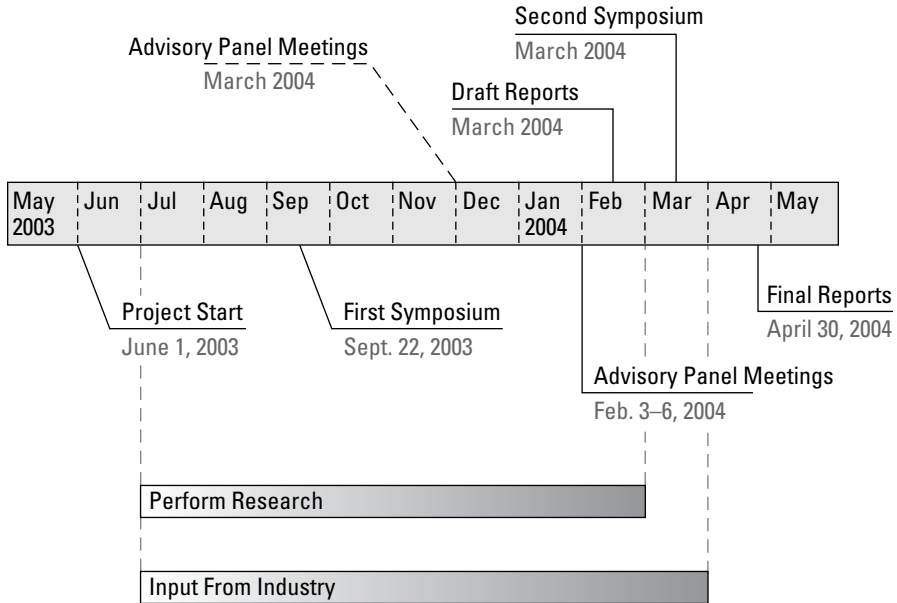 Second Symposium
March 2004
Advisory Panel Meetings
March 2004
Draft Reports
March 2004
May 2003
Jun
Jul
Aug
Sep
Oct
Nov
Dec
Jan 2004
Feb
Mar
Apr
May
Project Start
June 1, 2003
First Symposium
Sept. 22, 2003
Final Reports
April 30, 2004
Advisory Panel Meetings
Feb. 3–6, 2004
Perform Research
Input From Industry